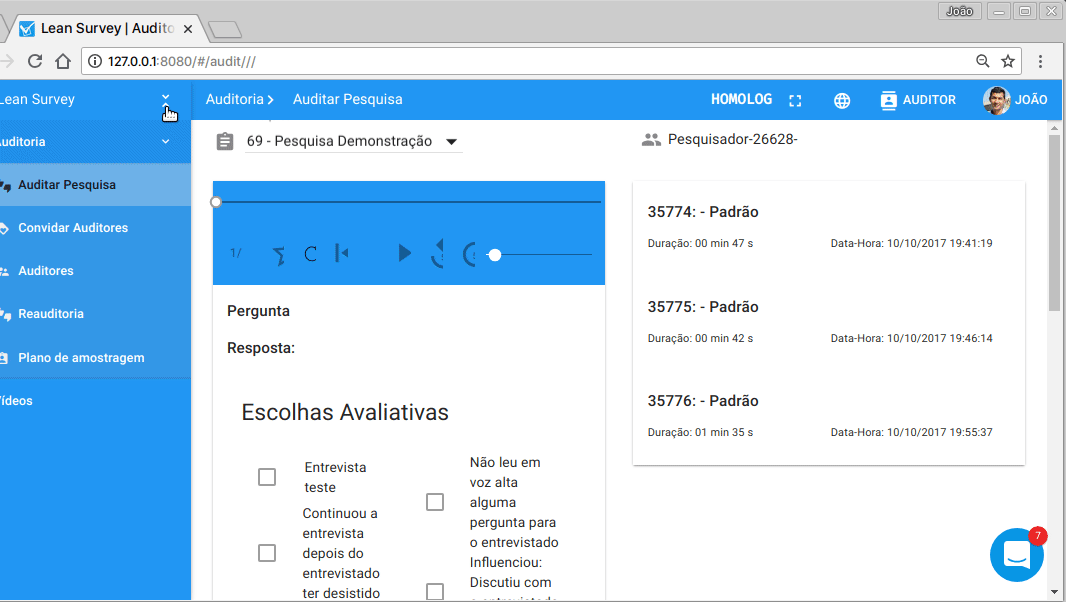 João
Lean Survey | Audito
127.0.0.1:8080/#/audit///
Lean Survey
Auditoria
Auditar Pesquisa
HOMOLOG
AUDITOR
JOÃO
Auditoria
Auditar Pesquisa
Convidar Auditores
Auditores
Reauditoria
Plano de amostragem
Vídeos
69 - Pesquisa Demonstração
Pesquisador-26628-
1/
Pergunta
Resposta:
Escolhas Avaliativas
Entrevista
teste
Continuou a
entrevista
depois do
entrevistado
ter desistido
Não leu em
voz alta
alguma
pergunta para
o entrevistado
Influenciou:
Discutiu com
35774: - Padrão
Duração: 00 min 47 s
Data-Hora: 10/10/2017 19:41:19
35775: - Padrão
Duração: 00 min 42 s
Data-Hora: 10/10/2017 19:46:14
35776: - Padrão
Duração: 01 min 35 s
Data-Hora: 10/10/2017 19:55:37
7